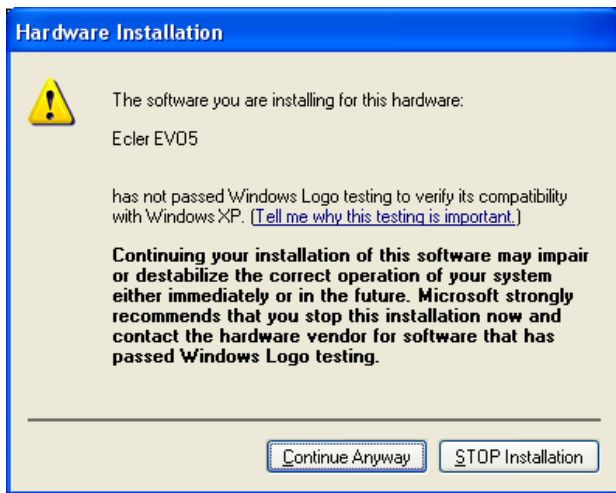 Hardware Installation
The software you are installing for this hardware:
Ecler EVO5
has not passed Windows Logo testing to verify its compatibility
with Windows XP. (Tell me why this testing is important.)
Continuing your installation of this software may impair
or destabilize the correct operation of your system
either immediately or in the future. Microsoft strongly
recommends that you stop this installation now and
contact the hardware vendor for software that has
passed Windows Logo testing.
Continue Anyway
STOP Installation